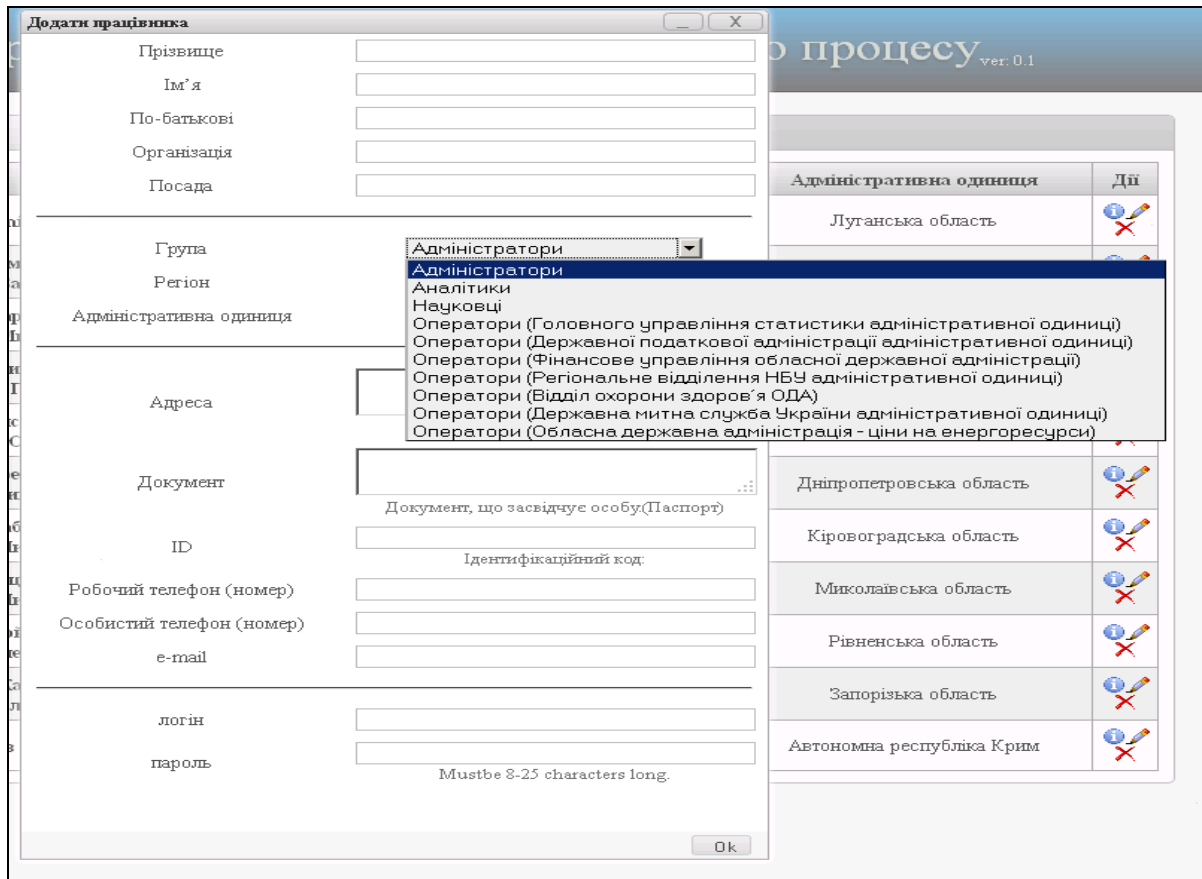 Додати працівника
_ X
Прізвище
о процесу ver: 0.1
Ім’я
По-батькові
Організація
Посада
Адміністративна одиниця Дії
Луганська область
Група Адміністратори
Регіон
Адміністративна одиниця
Адміністратори
Аналітики
Науковці
Оператори (Головного управління статистики адміністративної одиниці)
Оператори (Державної податкової адміністрації адміністративної одиниці)
Оператори (Фінансове управління обласної державної адміністрації)
Оператори (Регіональне відділення НБУ адміністративної одиниці)
Оператори (Відділ охорони здоров´я ОДА)
Оператори (Державна митна служба України адміністративної одиниці)
Оператори (Обласна державна адміністрація - ціни на енергоресурси)
Адреса
Документ
Документ, що засвідчує особу.(Паспорт)
Дніпропетровська область
ID
Ідентифікаційний код:
Кіровоградська область
Робочий телефон (номер)
Миколаївська область
Особистий телефон (номер)
e-mail
Рівненська область
Запорізька область
логін
пароль
Mustbe 8-25 characters long.
Автономна республіка Крим
Ok